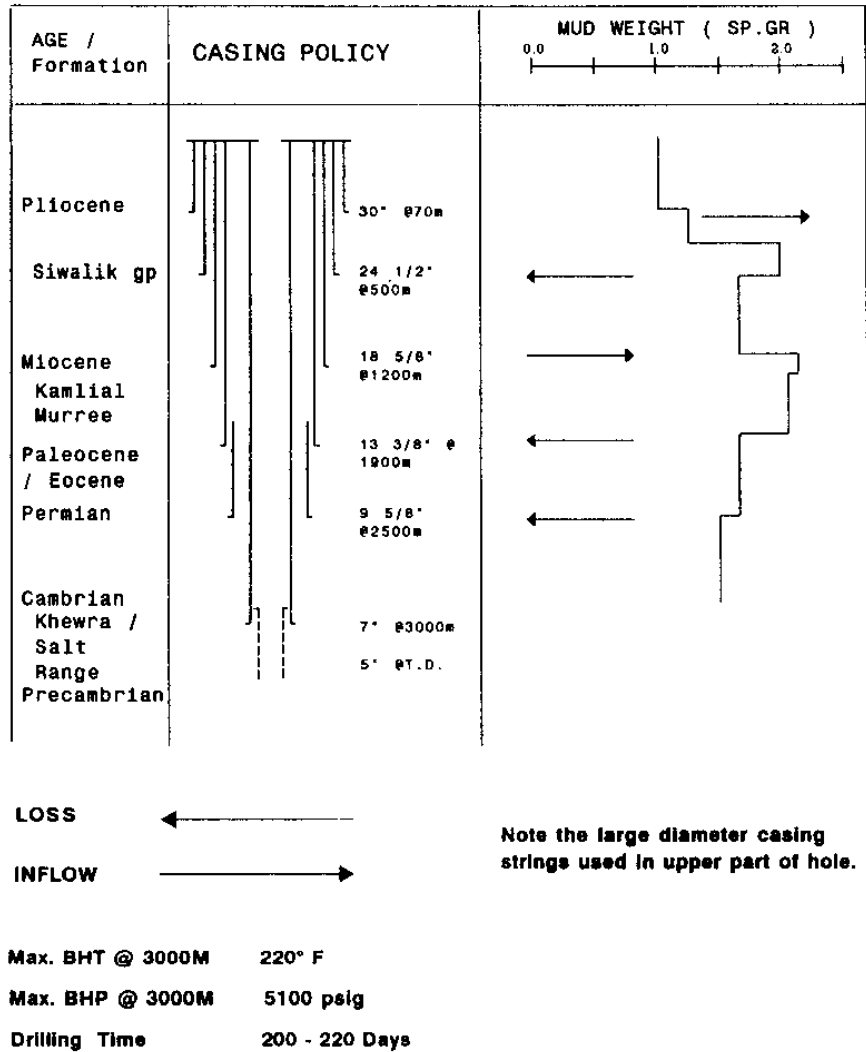 AGE /
Formation
CASING POLICY
MUD WEIGHT ( SP.GR )
0.0 1.0 2.0
Pliocene
30" @70m
Siwalik gp
24 1/2"
@500m
Miocene
18 5/8"
@1200m
Kamlial
Murree
13 3/8" @
1900m
Paleocene
/ Eocene
Permian
9 5/8"
@2500m
Cambrian
Khewra /
7" @3000m
Salt
Range
5" @T.D.
Precambrian
LOSS
INFLOW
Note the large diameter casing
strings used in upper part of hole.
Max. BHT @ 3000M 220° F
Max. BHP @ 3000M 5100 psig
Drilling Time 200 - 220 Days